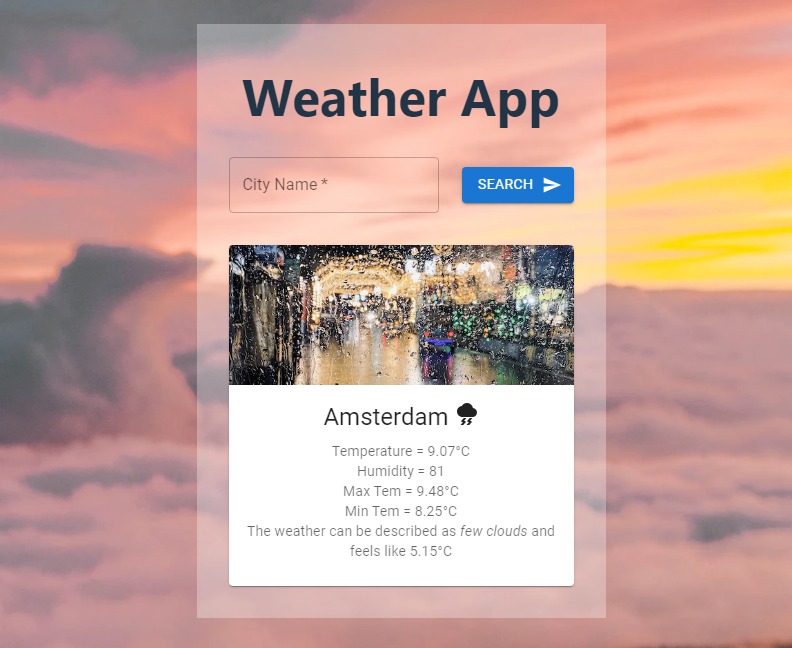 Weather App
City Name *
SEARCH
Amsterdam
Temperature = 9.07°C
Humidity = 81
Max Tem = 9.48°C
Min Tem = 8.25°C
The weather can be described as few clouds and
feels like 5.15°C